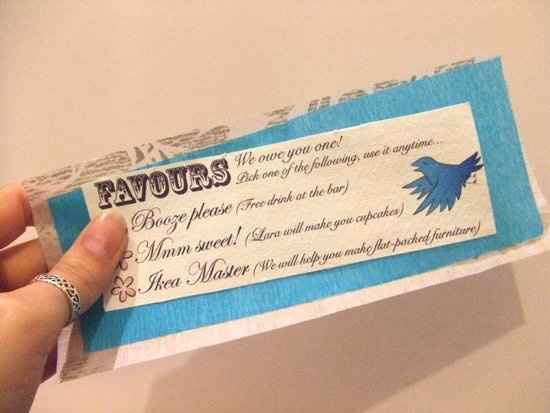 FAVOURS
We owe you one!
Pick one of the following, use it anytime...
Booze please (Free drink at the bar)
Mmm sweet! (Lara will make you cupcakes)
Ikea Master (We will help you make flat-packed furniture)